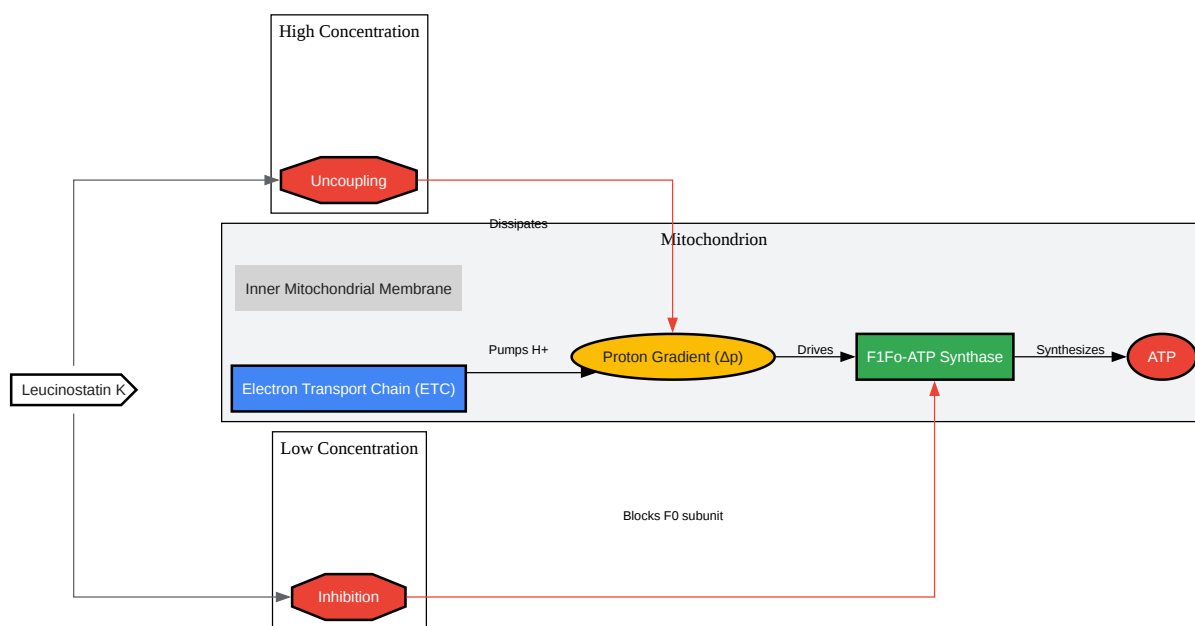 High Concentration
Uncoupling
Dissipates
Mitochondrion
Inner Mitochondrial Membrane
Pumps H+
Proton Gradient (Δp)
Drives
F1Fo-ATP Synthase
Synthesizes
ATP
Electron Transport Chain (ETC)
Leucinostatin K
Low Concentration
Blocks F0 subunit
Inhibition